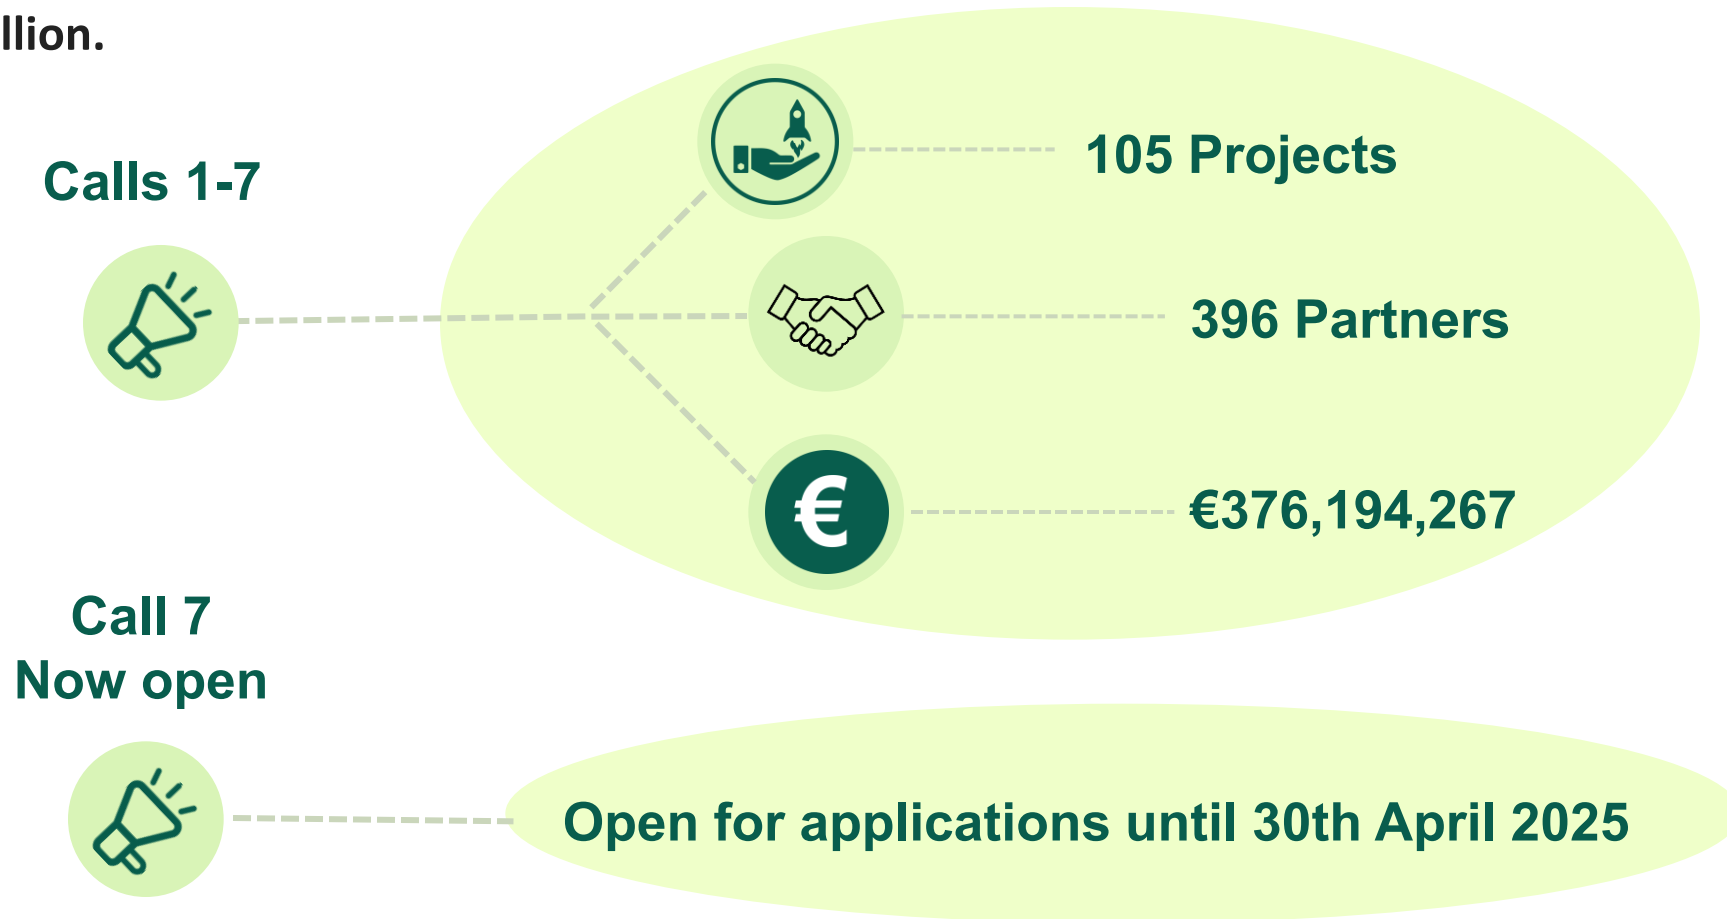 llion.
Calls 1-7
105 Projects
396 Partners
€
€376,194,267
Call 7
Now open
Open for applications until 30th April 2025